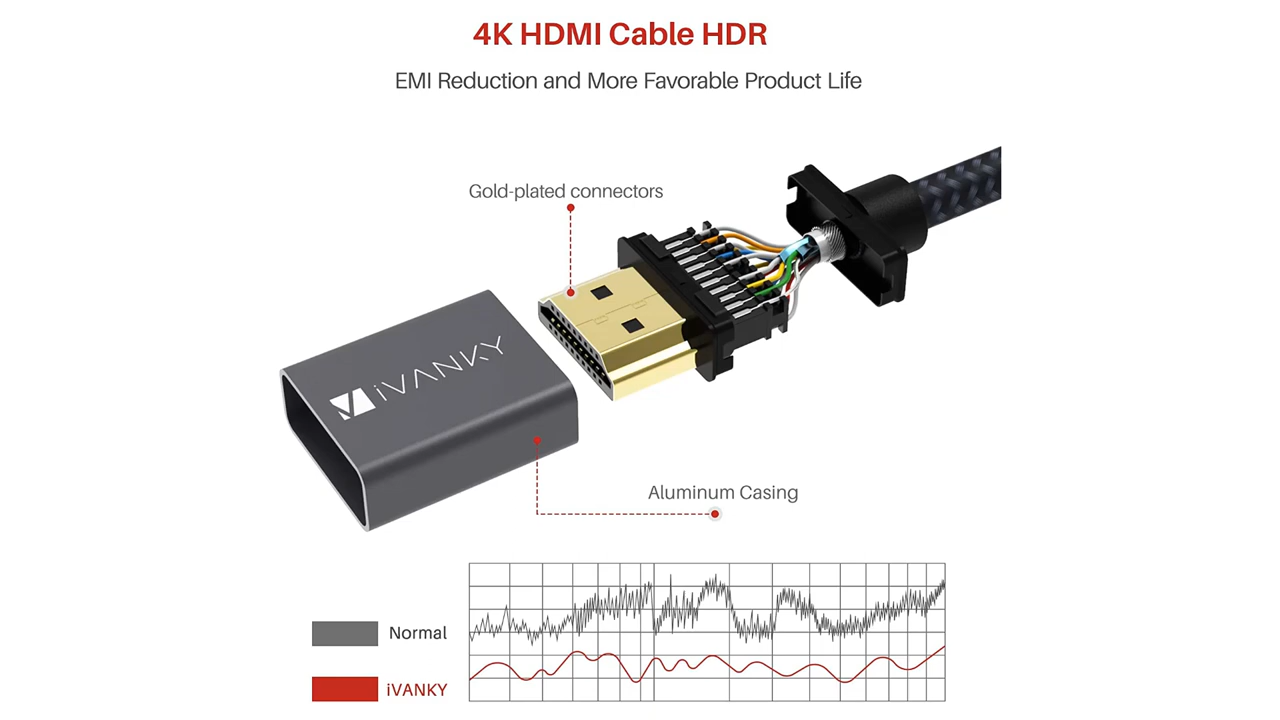 4K HDMI Cable HDR
EMI Reduction and More Favorable Product Life
Gold-plated connectors
iVANKY
Aluminum Casing
Normal
iVANKY